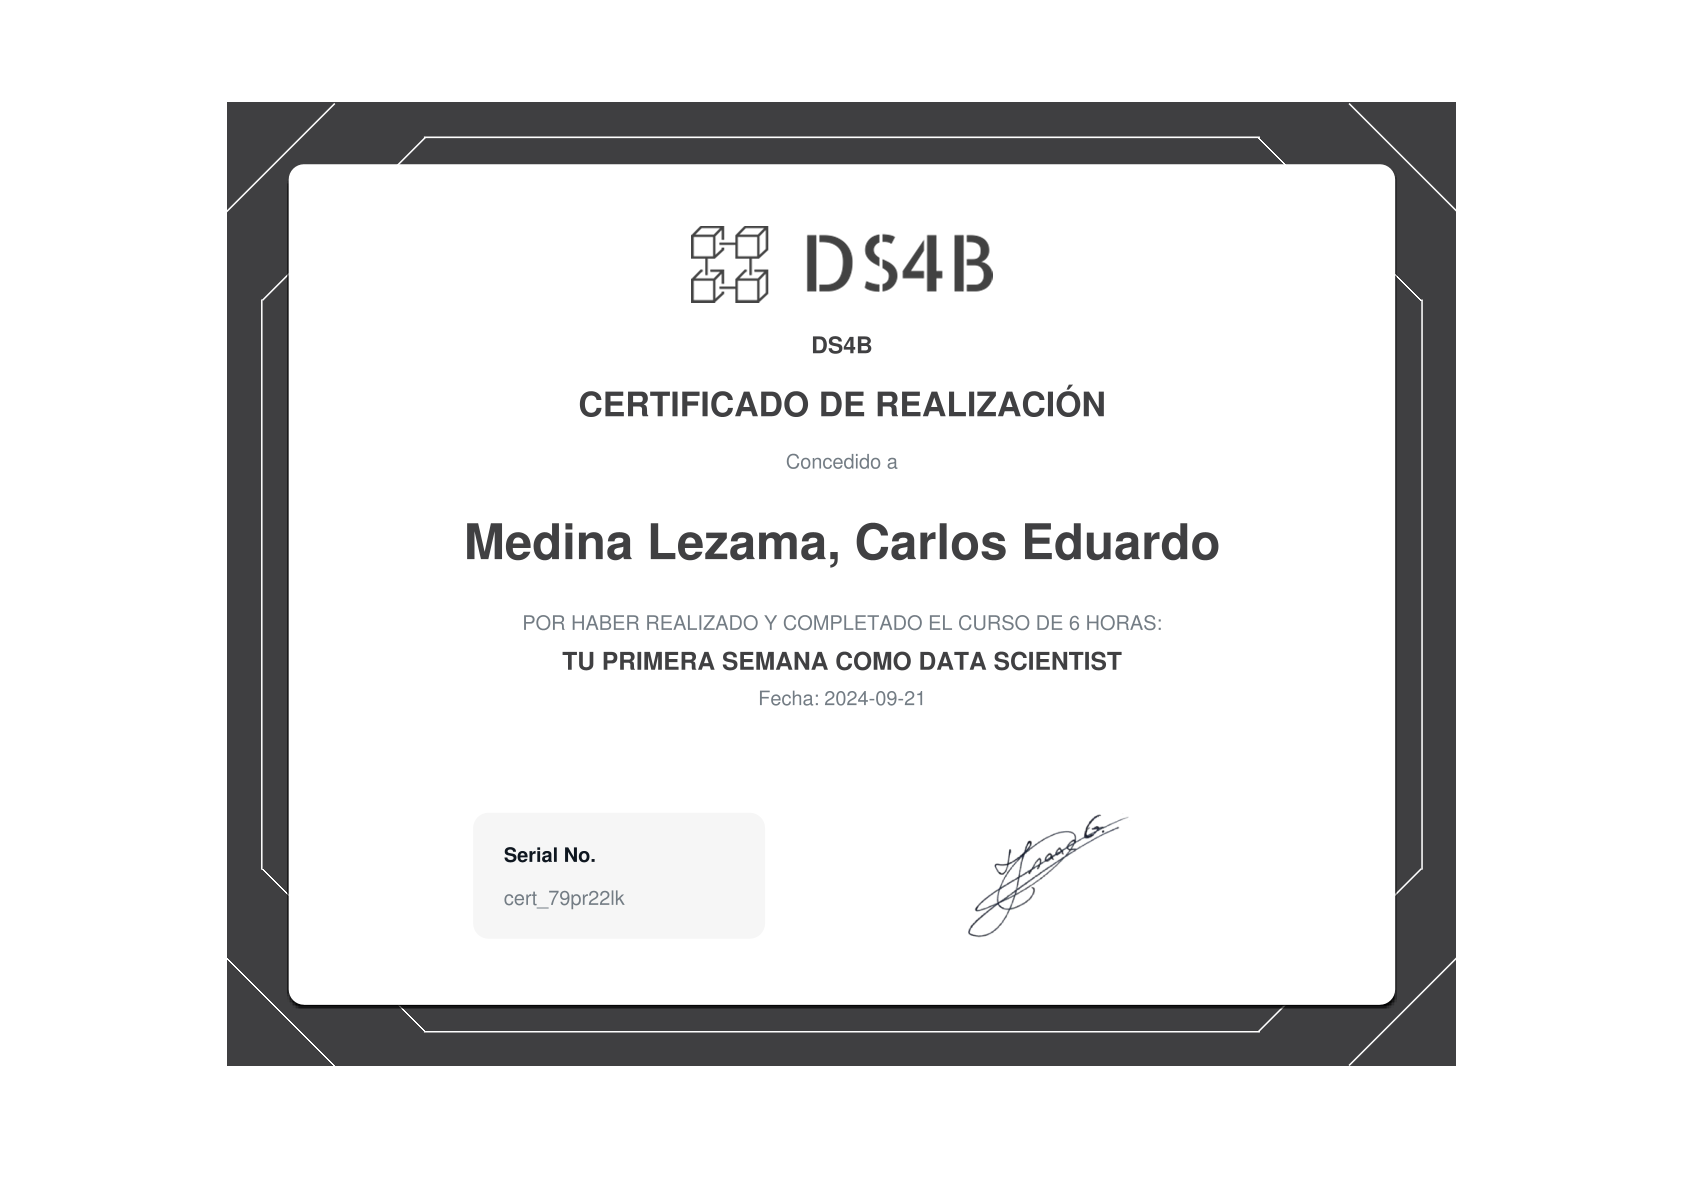 DS4B
DS4B
CERTIFICADO DE REALIZACIÓN
Concedido a
Medina Lezama, Carlos Eduardo
POR HABER REALIZADO Y COMPLETADO EL CURSO DE 6 HORAS:
TU PRIMERA SEMANA COMO DATA SCIENTIST
Fecha: 2024-09-21
Serial No.
cert_79pr22lk
Isaac G.